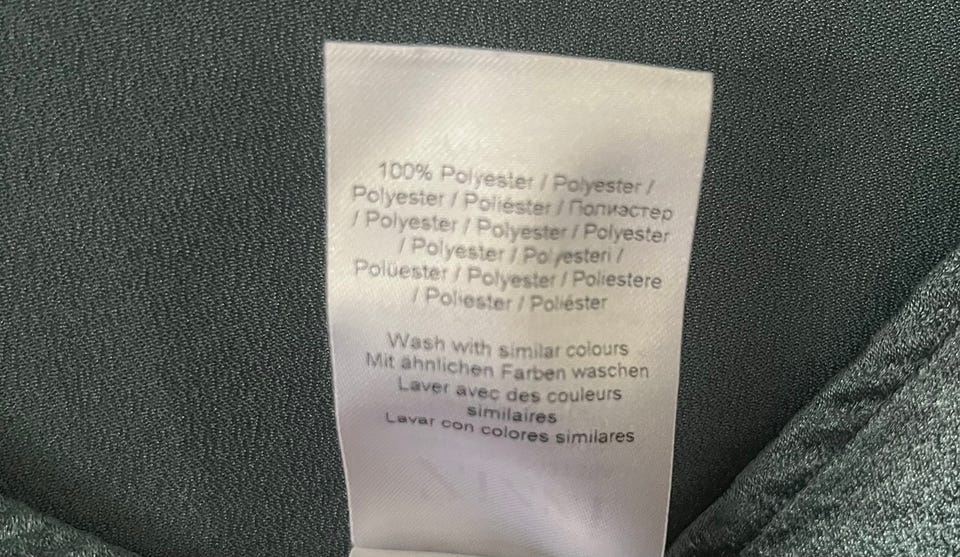 100% Polyester / Polyester /
Polyester / Poliéster / Полиэстер
/ Polyester / Polyester / Polyester
/ Polyester / Polyesteri /
Polüester / Polyester / Poliestere
/ Poliester / Poliéster
Wash with similar colours
Mit ähnlichen Farben waschen
Laver avec des couleurs
similaires
Lavar con colores similares